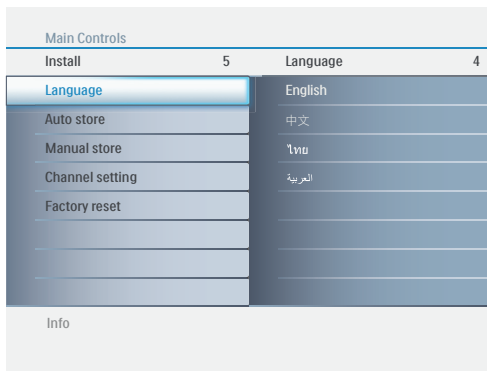 Main Controls
Install 5
Language
Auto store
Manual store
Channel setting
Factory reset
Language 4
English
中文
ไทย
العربية
Info